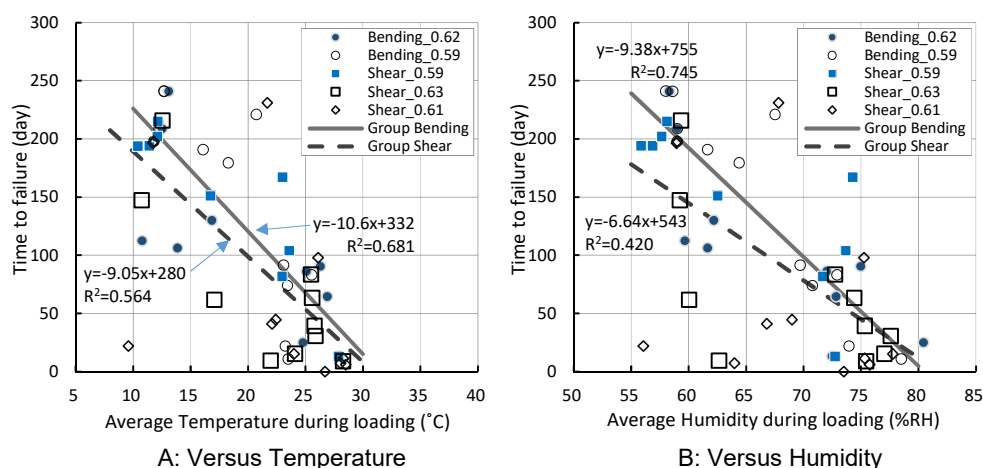 300
250
200
150
100
50
0
5
10
15
20
25
30
35
40
Time to failure (day)
Average Temperature during loading (˚C)
Bending_0.62
Bending_0.59
Shear_0.59
Shear_0.63
Shear_0.61
Group Bending
Group Shear
y=-10.6x+332
R²=0.681
y=-9.05x+280
R²=0.564
A: Versus Temperature
300
250
200
150
100
50
0
50
55
60
65
70
75
80
85
Time to failure (day)
Average Humidity during loading (%RH)
y=-9.38x+755
R²=0.745
Bending_0.62
Bending_0.59
Shear_0.59
Shear_0.63
Shear_0.61
Group Bending
Group Shear
y=-6.64x+543
R²=0.420
B: Versus Humidity